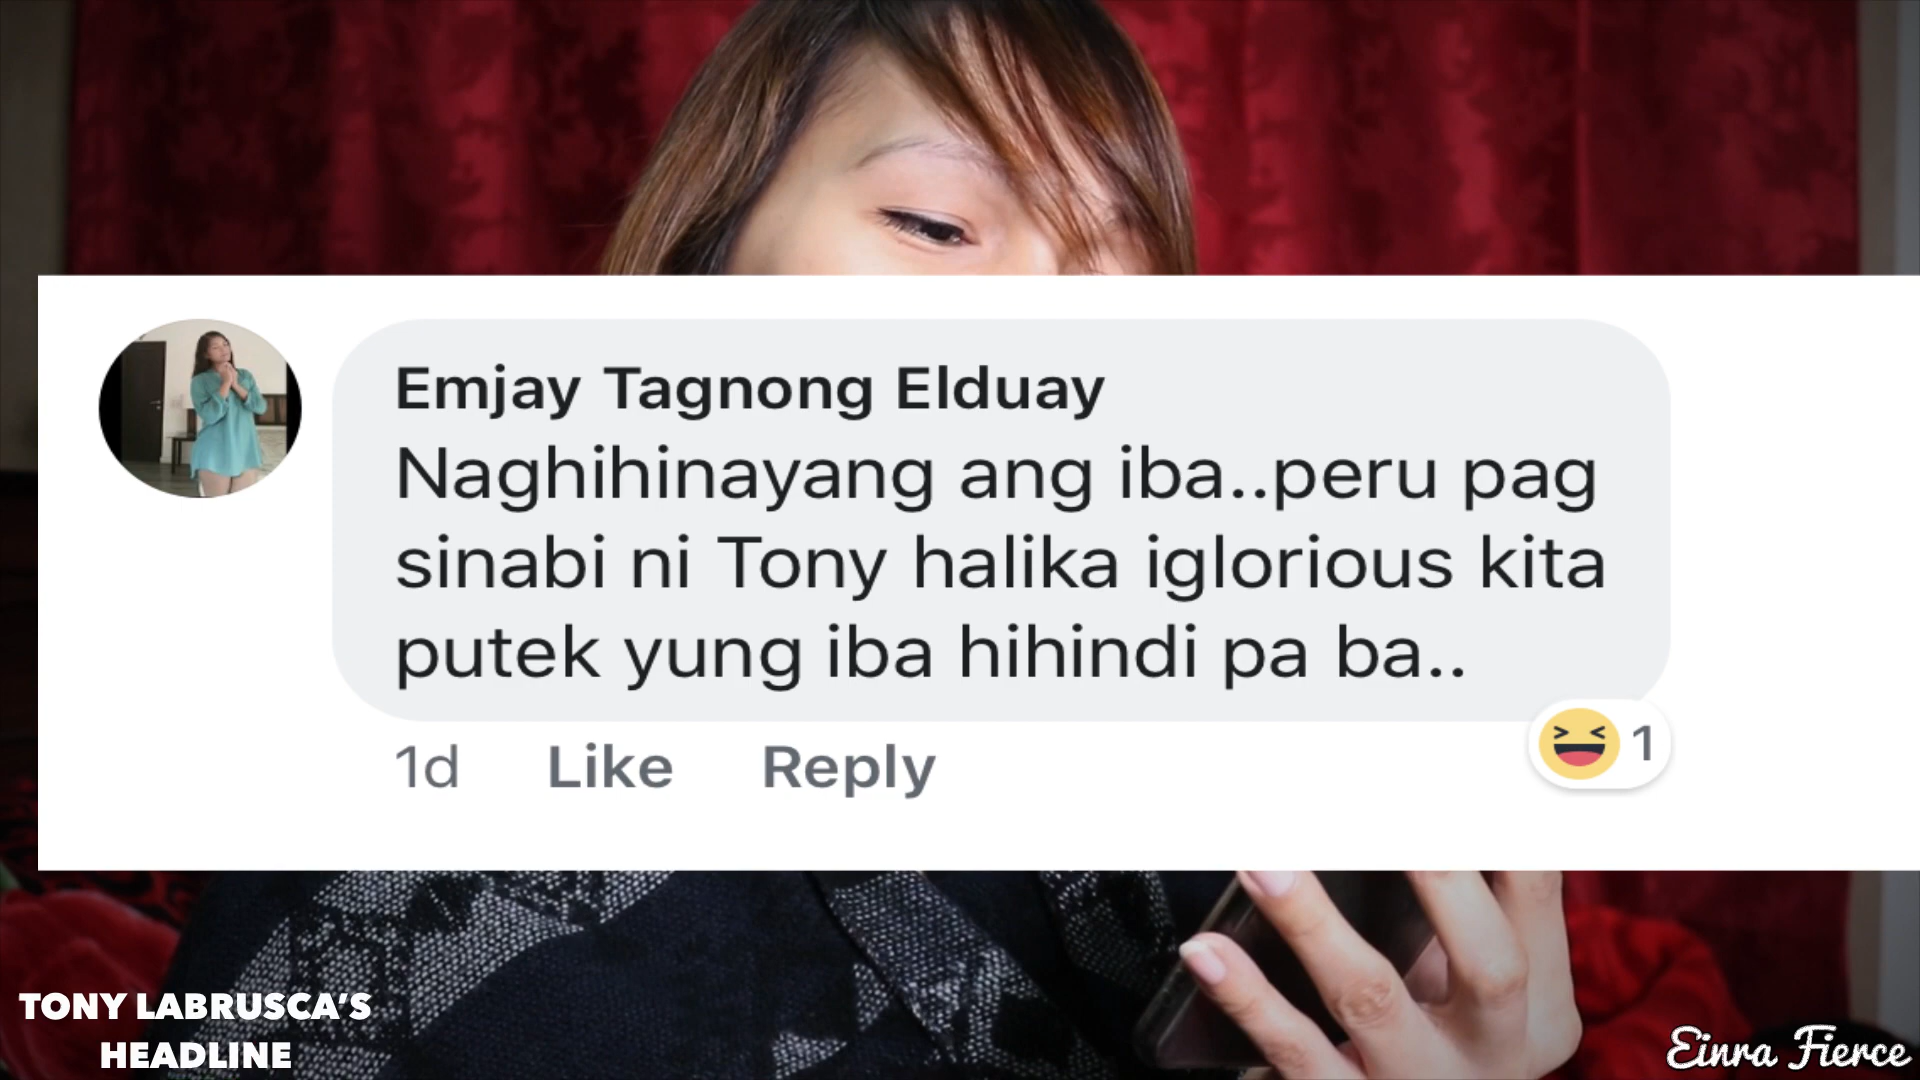 Emjay Tagnong Elduay
Naghihinayang ang iba..peru pag
sinabi ni Tony halika iglorious kita
putek yung iba hihindi pa ba..
1
1d Like Reply
TONY LABRUSCA'S
HEADLINE
Einra Fierce